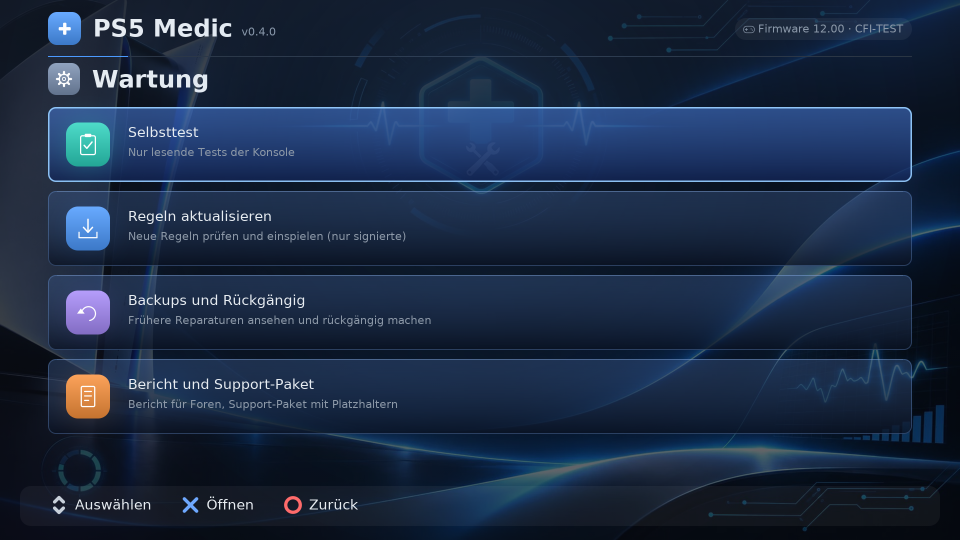 PS5 Medic v0.4.0
Firmware 12.00 · CFI-TEST
Wartung
Selbsttest
Nur lesende Tests der Konsole
Regeln aktualisieren
Neue Regeln prüfen und einspielen (nur signierte)
Backups und Rückgängig
Frühere Reparaturen ansehen und rückgängig machen
Bericht und Support-Paket
Bericht für Foren, Support-Paket mit Platzhaltern
Auswählen
Öffnen
Zurück